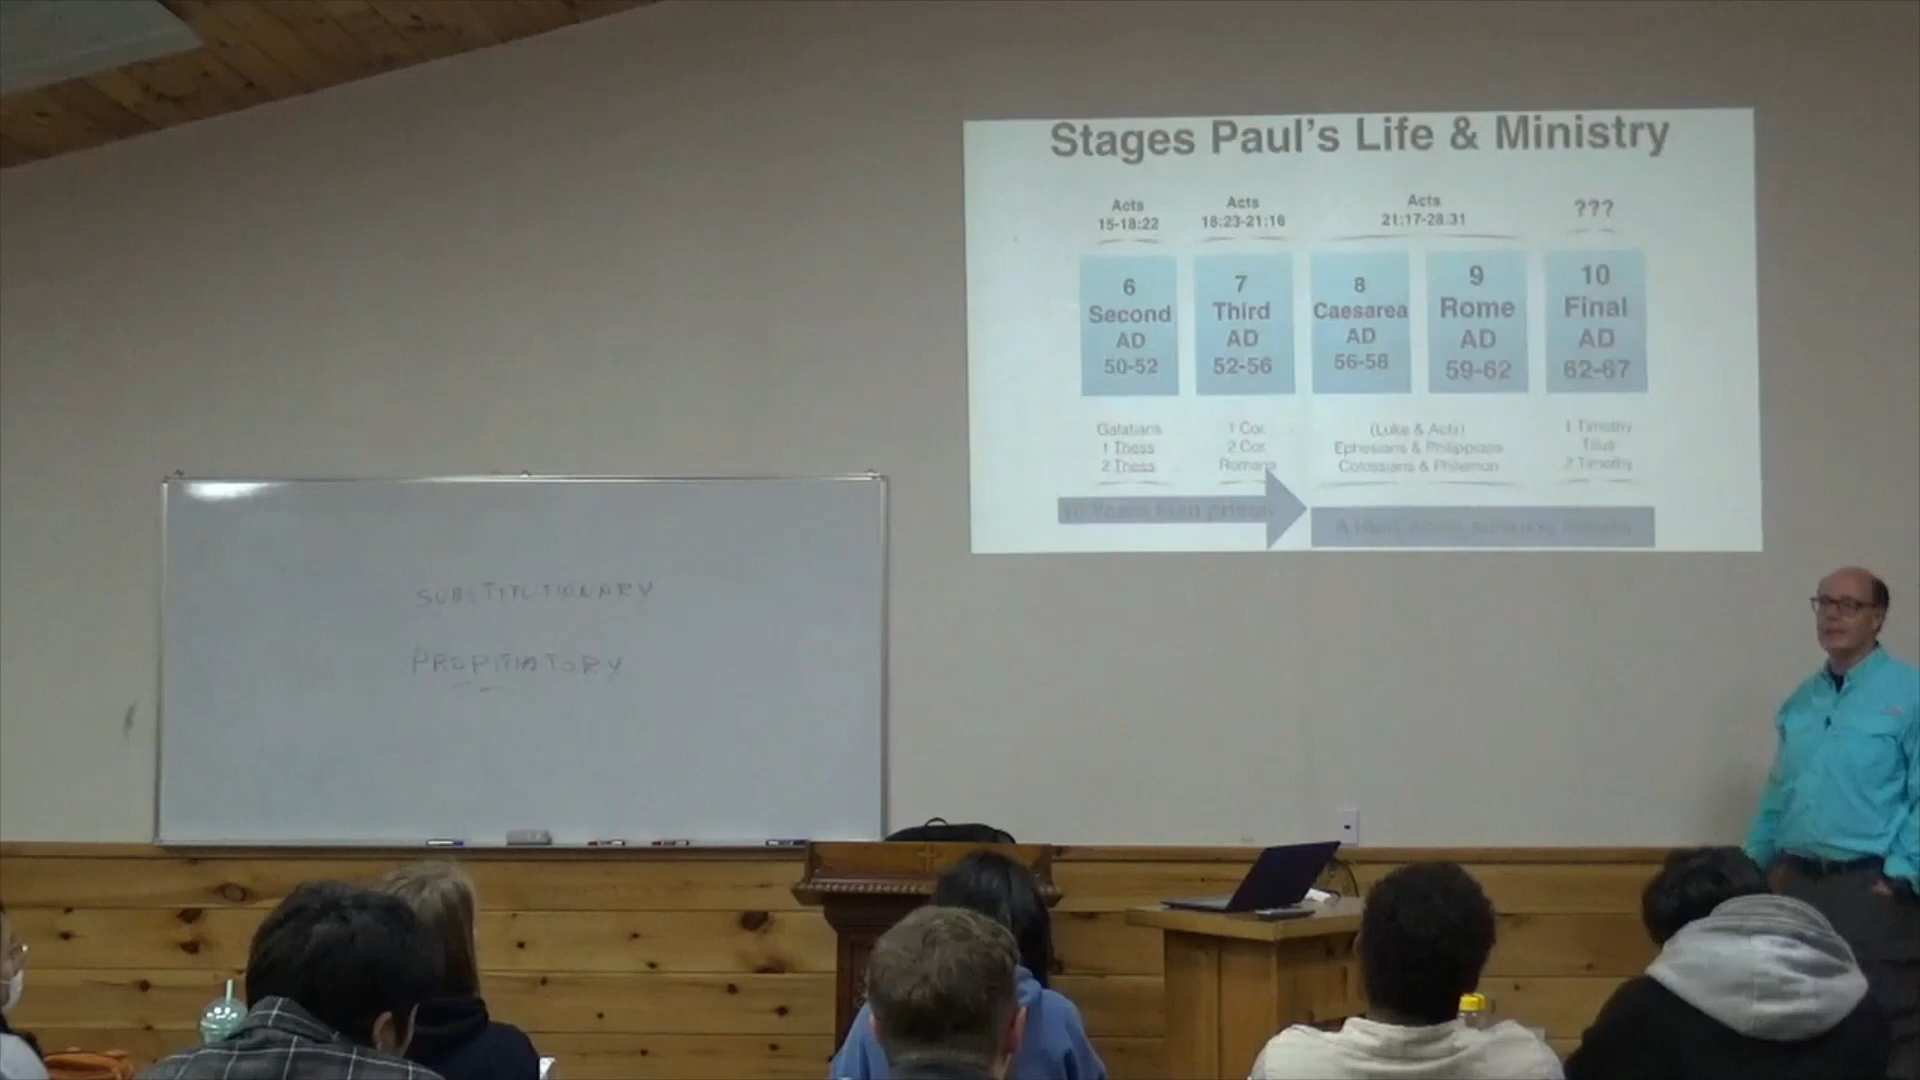 Stages Paul's Life & Ministry
Acts
15-18:22
Acts
18:23-21:16
Acts
21:17-28:31
???
6
Second
AD
50-52
7
Third
AD
52-56
8
Caesarea
AD
56-58
9
Rome
AD
59-62
10
Final
AD
62-67
Galatians
1 Thess
2 Thess
1 Cor
2 Cor
Romans
(Luke & Acts)
Ephesians & Philippians
Colossians & Philemon
1 Timothy
Titus
2 Timothy
10 Years
SUBSTITUTIONARY
PROPITIATORY